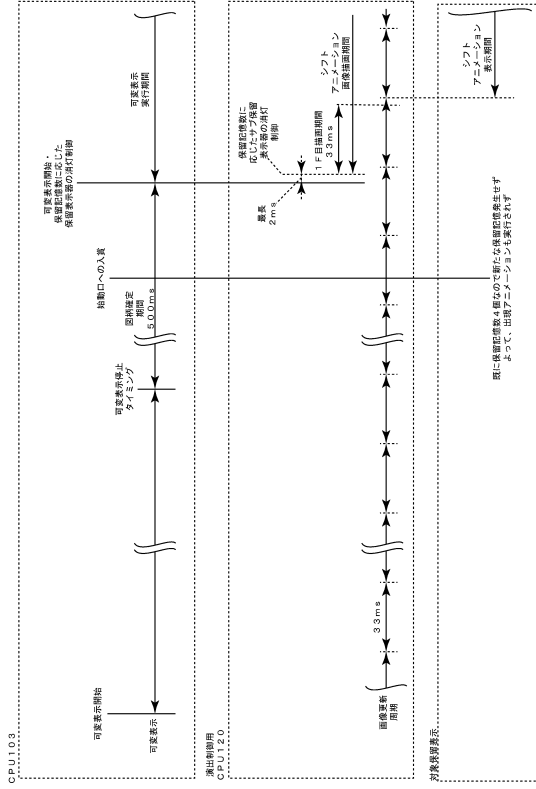 CPU103
可変表示開始
可変表示
可変表示停止
タイミング
図柄確定
期間
500ms
始動口への入賞
可変表示開始・
保留記憶数に応じた
保留表示器の消灯制御
可変表示
実行期間
演出制御用
CPU120
画像更新
周期
33ms
最長
2ms
保留記憶数に
応じたサブ保留
表示器の消灯
制御
1F目描画期間
33ms
シフト
アニメーション
画像描画期間
対象保留表示
既に保留記憶数4個なので新たな保留記憶発生せず
よって、出現アニメーションも実行されず
シフト
アニメーション
表示期間